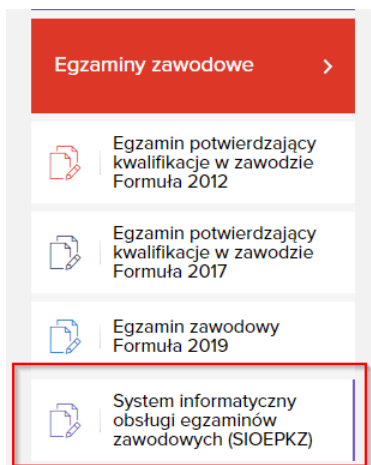 Egzaminy zawodowe
Egzamin potwierdzający
kwalifikacje w zawodzie
Formuła 2012
Egzamin potwierdzający
kwalifikacje w zawodzie
Formuła 2017
Egzamin zawodowy
Formuła 2019
System informatyczny
obsługi egzaminów
zawodowych (SIOEPKZ)